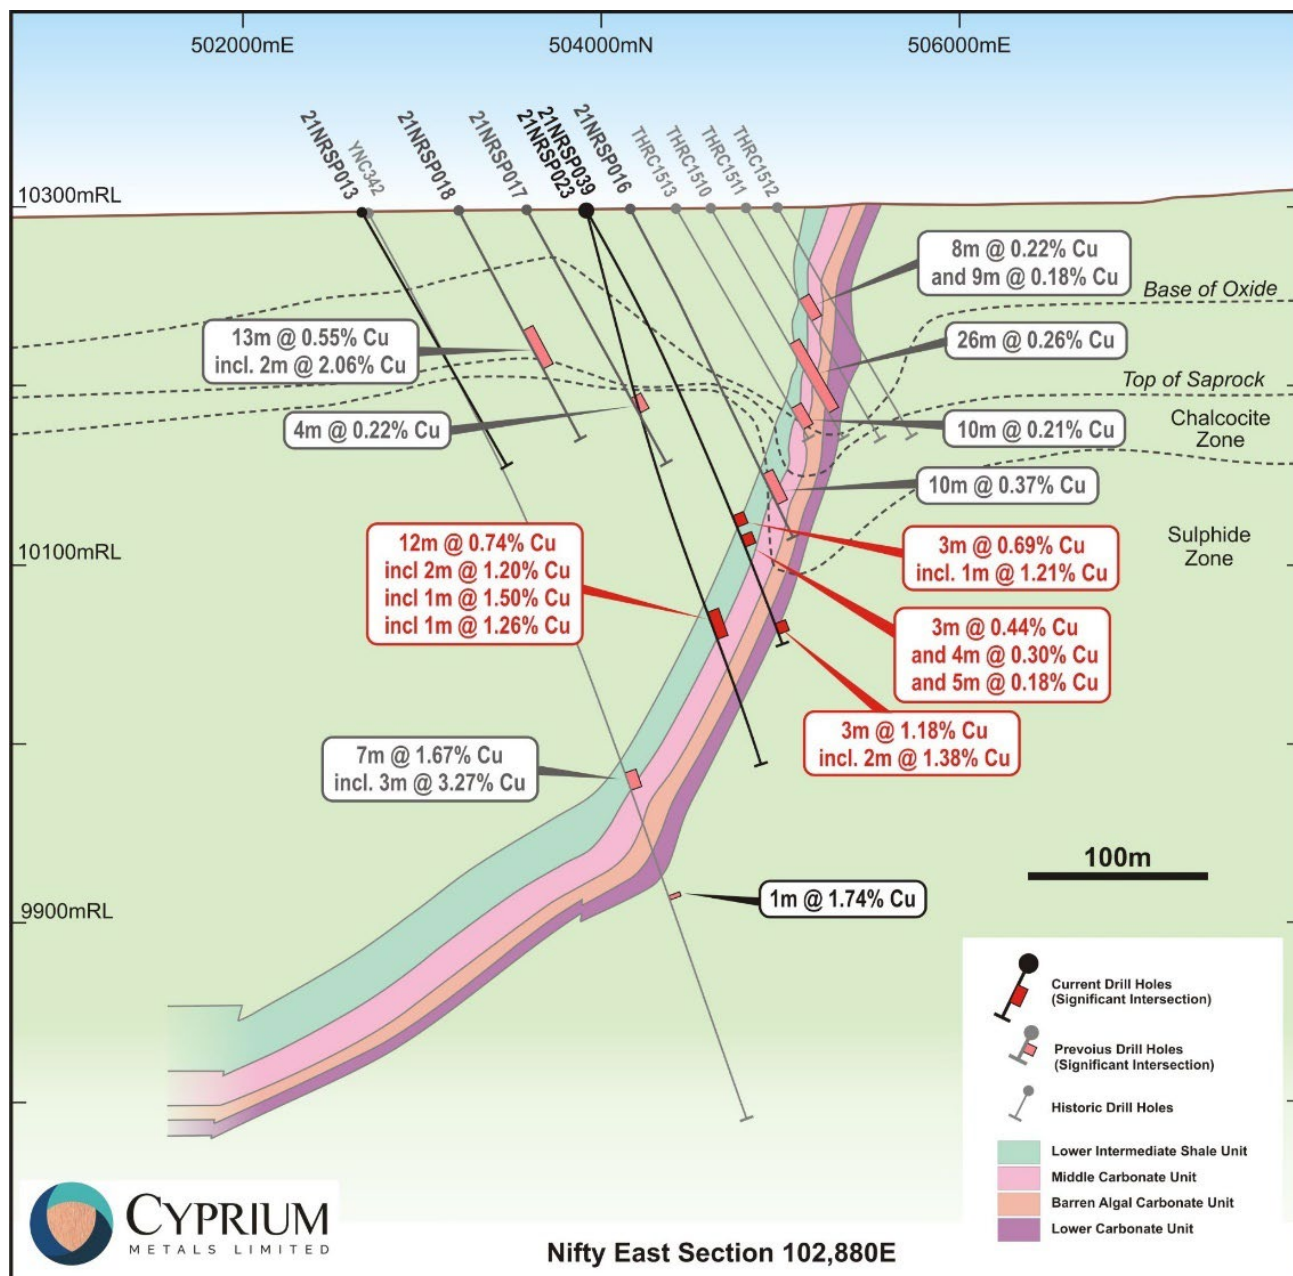 502000mE
504000mN
506000mE
21NRSP013
YNC342
21NRSP018
21NRSP017
21NRSP023
21NRSP039
21NRSP016
THRC1513
THRC1510
THRC1511
THRC1512
10300mRL
8m @ 0.22% Cu
and 9m @ 0.18% Cu
Base of Oxide
13m @ 0.55% Cu
incl. 2m @ 2.06% Cu
26m @ 0.26% Cu
Top of Saprock
4m @ 0.22% Cu
10m @ 0.21% Cu
Chalcocite
Zone
10m @ 0.37% Cu
10100mRL
12m @ 0.74% Cu
incl 2m @ 1.20% Cu
incl 1m @ 1.50% Cu
incl 1m @ 1.26% Cu
3m @ 0.69% Cu
incl. 1m @ 1.21% Cu
Sulphide
Zone
3m @ 0.44% Cu
and 4m @ 0.30% Cu
and 5m @ 0.18% Cu
3m @ 1.18% Cu
incl. 2m @ 1.38% Cu
7m @ 1.67% Cu
incl. 3m @ 3.27% Cu
100m
1m @ 1.74% Cu
9900mRL
Current Drill Holes
(Significant Intersection)
Prevoius Drill Holes
(Significant Intersection)
Historic Drill Holes
Lower Intermediate Shale Unit
Middle Carbonate Unit
Barren Algal Carbonate Unit
Lower Carbonate Unit
CYPRIUM
METALS LIMITED
Nifty East Section 102,880E